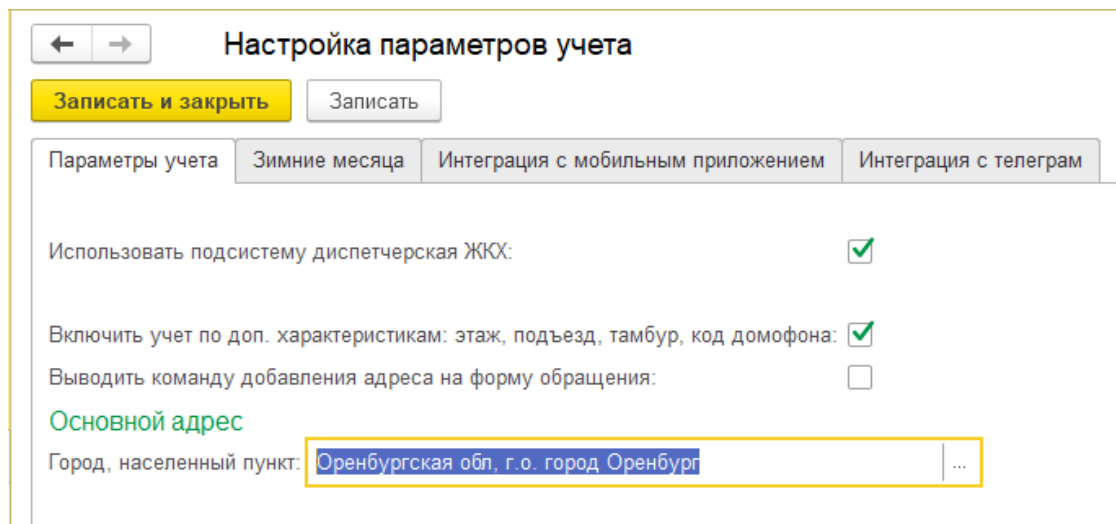 Настройка параметров учета
Записать и закрыть Записать
Параметры учета Зимние месяца Интеграция с мобильным приложением Интеграция с телеграм
Использовать подсистему диспетчерская ЖКХ:
Включить учет по доп. характеристикам: этаж, подъезд, тамбур, код домофона:
Выводить команду добавления адреса на форму обращения:
Основной адрес
Город, населенный пункт: Оренбургская обл, г.о. город Оренбург ...